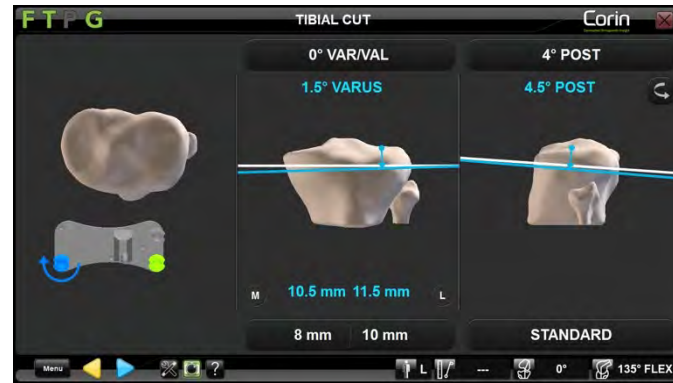 F T P G
TIBIAL CUT
Corin
0° VAR/VAL
4° POST
1.5° VARUS
4.5° POST
M
10.5 mm 11.5 mm
L
8 mm 10 mm
STANDARD
Menu
?
L
---
0°
135° FLEX